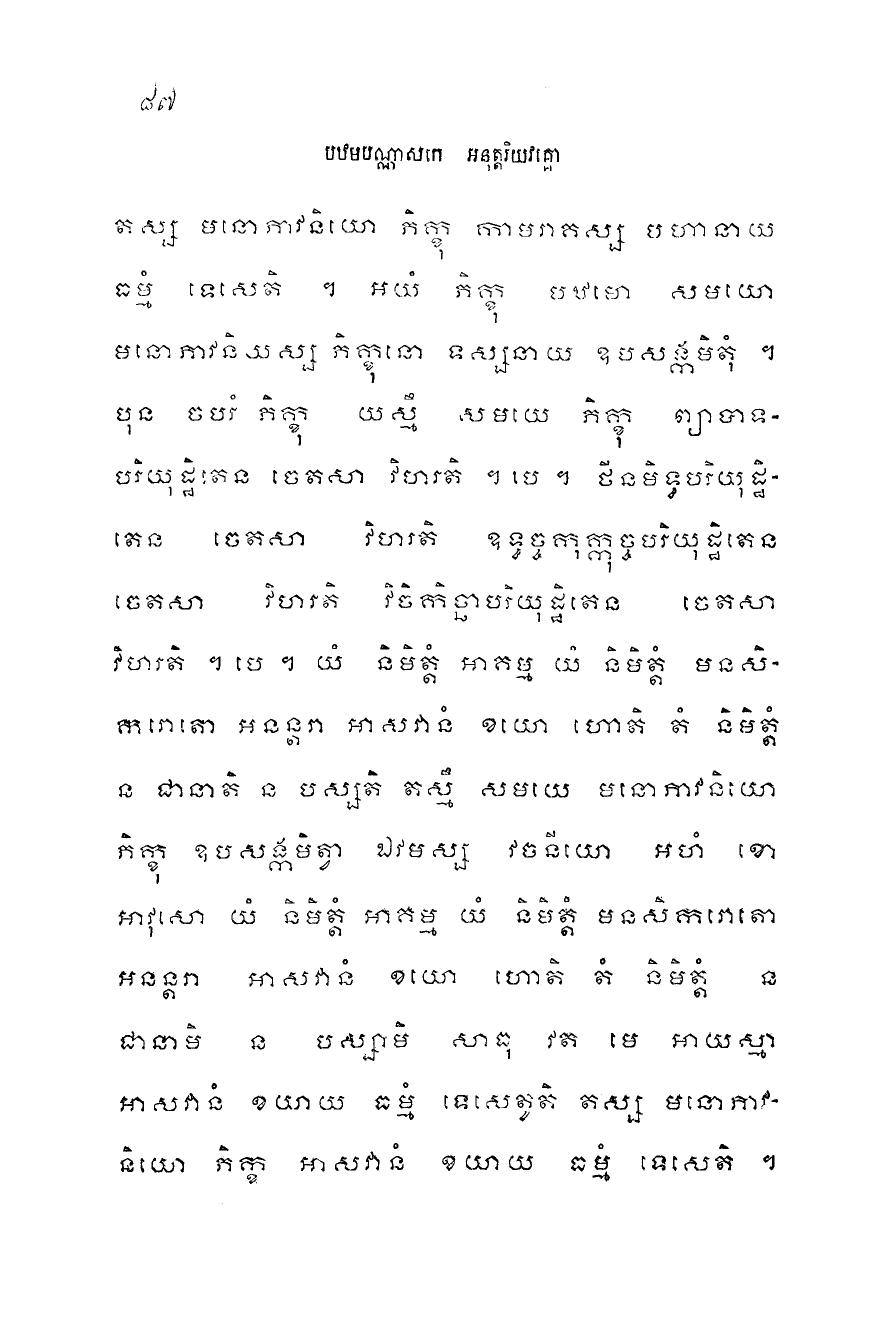 ៨៧
បឋមបណ្ណាសកេ អនុត្តរិយវគ្គោ
តស្ស មនោភាវនិយោ ភិក្ខុ កាមរាគស្ស បហានាយ
ធម្មំ ទេសេតិ ។ អយំ ភិក្ខុ បឋមោ សមយោ
មនោភាវនិយស្ស ភិក្ខុនោ ទស្សនាយ ឧបសង្កមិតុំ ។
បុន ចបរំ ភិក្ខុ យស្មឹ សមយេ ភិក្ខុ ព្យាបាទ-
បរិយុដ្ឋិតេន ចេតសា វិហរតិ ។ បេ ។ ថីនមិទ្ធបរិយុដ្ឋិ-
តេន ចេតសា វិហរតិ ឧទ្ធច្ចកុក្កុច្ចបរិយុដ្ឋិតេន
ចេតសា វិហរតិ វិចិកិច្ឆាបរិយុដ្ឋិតេន ចេតសា
វិហរតិ ។ បេ ។ យំ និមិត្តំ អាគម្ម យំ និមិត្តំ មនសិ-
ករោតោ អនន្តរា អាសវានំ ខយោ ហោតិ តំ និមិត្តំ
ន ជានាតិ ន បស្សតិ តស្មឹ សមយេ មនោភាវនិយោ
ភិក្ខុ ឧបសង្កមិត្វា ឯវមស្ស វចនីយោ អហំ ខោ
អាវុសោ យំ និមិត្តំ អាគម្ម យំ និមិត្តំ មនសិករោតោ
អនន្តរា អាសវានំ ខយោ ហោតិ តំ និមិត្តំ ន
ជានាមិ ន បស្សាមិ សាធុ វត មេ អាយស្មា
អាសវានំ ខយាយ ធម្មំ ទេសេតូតិ តស្ស មនោភាវ-
និយោ ភិក្ខុ អាសវានំ ខយាយ ធម្មំ ទេសេតិ ។